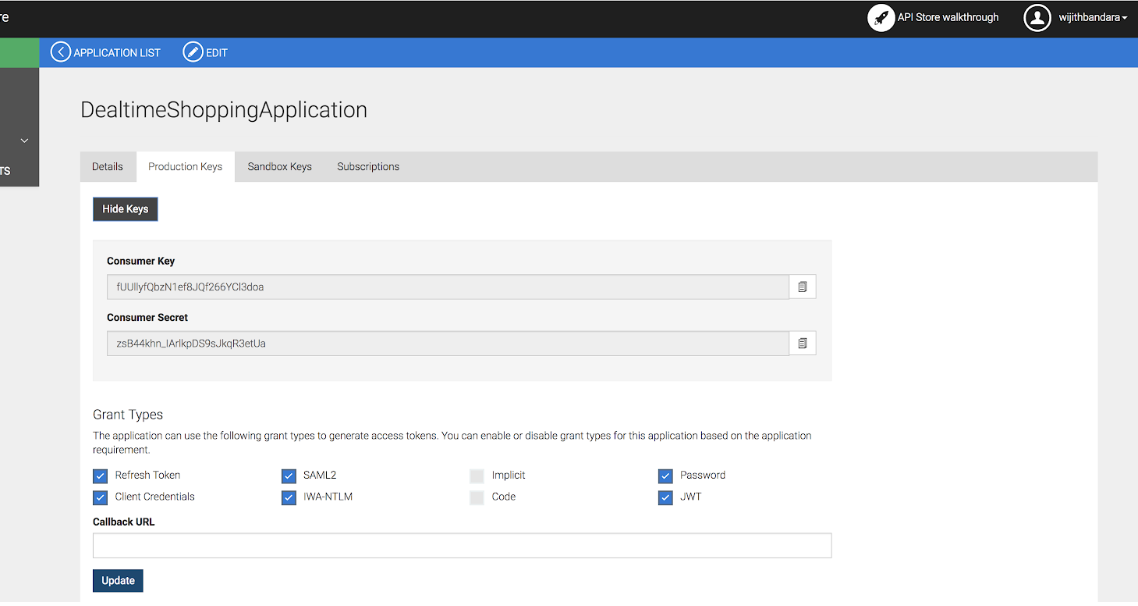 re
API Store walkthrough
wijithbandara
APPLICATION LIST
EDIT
TS
DealtimeShoppingApplication
Details
Production Keys
Sandbox Keys
Subscriptions
Hide Keys
Consumer Key
Consumer Secret
Grant Types
The application can use the following grant types to generate access tokens. You can enable or disable grant types for this application based on the application
requirement.
Refresh Token
SAML2
Implicit
Password
Client Credentials
IWA-NTLM
Code
JWT
Callback URL
Update